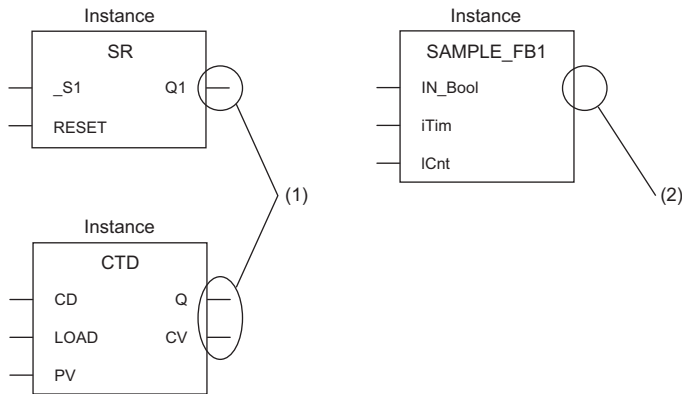 Instance
SR
_S1 Q1
RESET
Instance
SAMPLE_FB1
IN_Bool
iTim
ICnt
(1)
(2)
Instance
CTD
CD Q
LOAD CV
PV